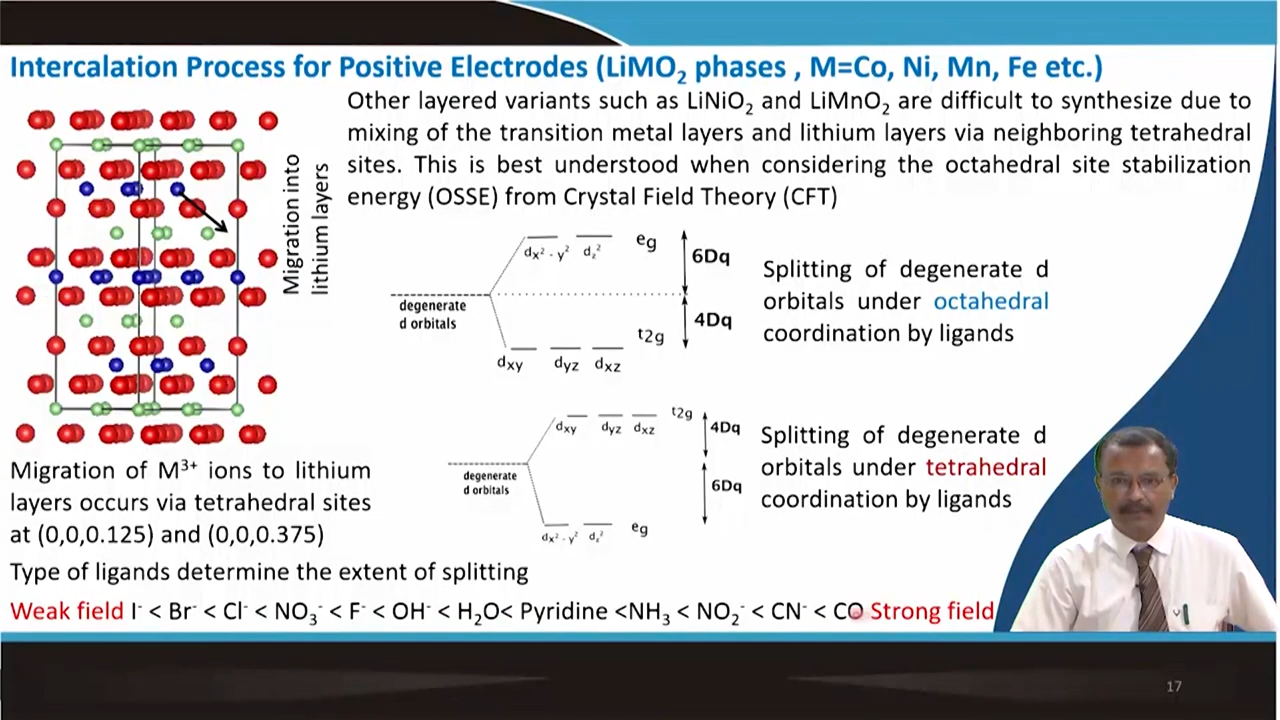 Intercalation Process for Positive Electrodes (LiMO₂ phases , M=Co, Ni, Mn, Fe etc.)
Other layered variants such as LiNiO₂ and LiMnO₂ are difficult to synthesize due to
mixing of the transition metal layers and lithium layers via neighboring tetrahedral
sites. This is best understood when considering the octahedral site stabilization
energy (OSSE) from Crystal Field Theory (CFT)
Migration into
lithium layers
dx² - y² dz² eg
6Dq
degenerate
d orbitals
4Dq
t2g
dxy dyz dxz
Splitting of degenerate d
orbitals under octahedral
coordination by ligands
t2g
dxy dyz dxz
4Dq
degenerate
d orbitals
6Dq
dx² - y² dz² eg
Splitting of degenerate d
orbitals under tetrahedral
coordination by ligands
Migration of M³⁺ ions to lithium
layers occurs via tetrahedral sites
at (0,0,0.125) and (0,0,0.375)
Type of ligands determine the extent of splitting
Weak field I⁻ < Br⁻ < Cl⁻ < NO₃⁻ < F⁻ < OH⁻ < H₂O< Pyridine <NH₃ < NO₂⁻ < CN⁻ < CO Strong field
17